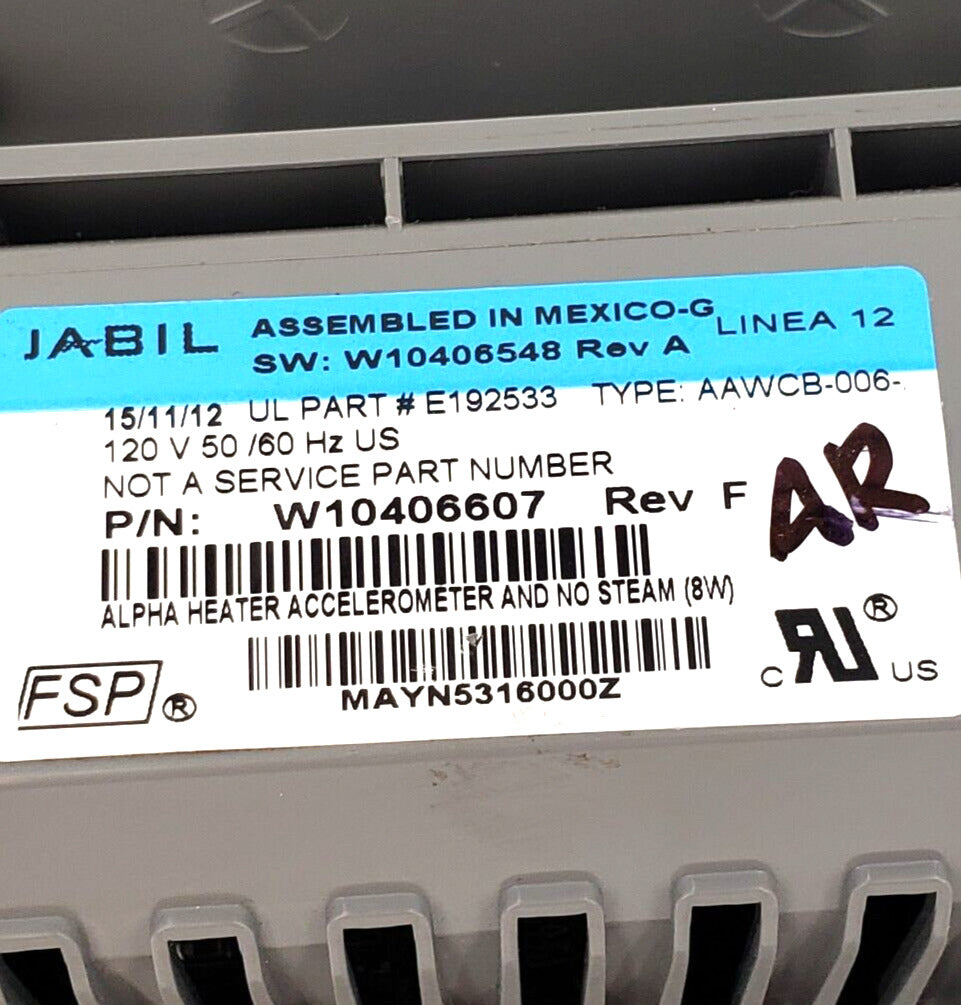 JABIL
ASSEMBLED IN MEXICO-G
LINEA 12
SW: W10406548 Rev A
15/11/12 UL PART # E192533 TYPE: AAWCB-006-
120 V 50 /60 Hz US
NOT A SERVICE PART NUMBER
P/N: W10406607 Rev F
AR
ALPHA HEATER ACCELEROMETER AND NO STEAM (8W)
MAYN5316000Z
FSP®
C RU® US